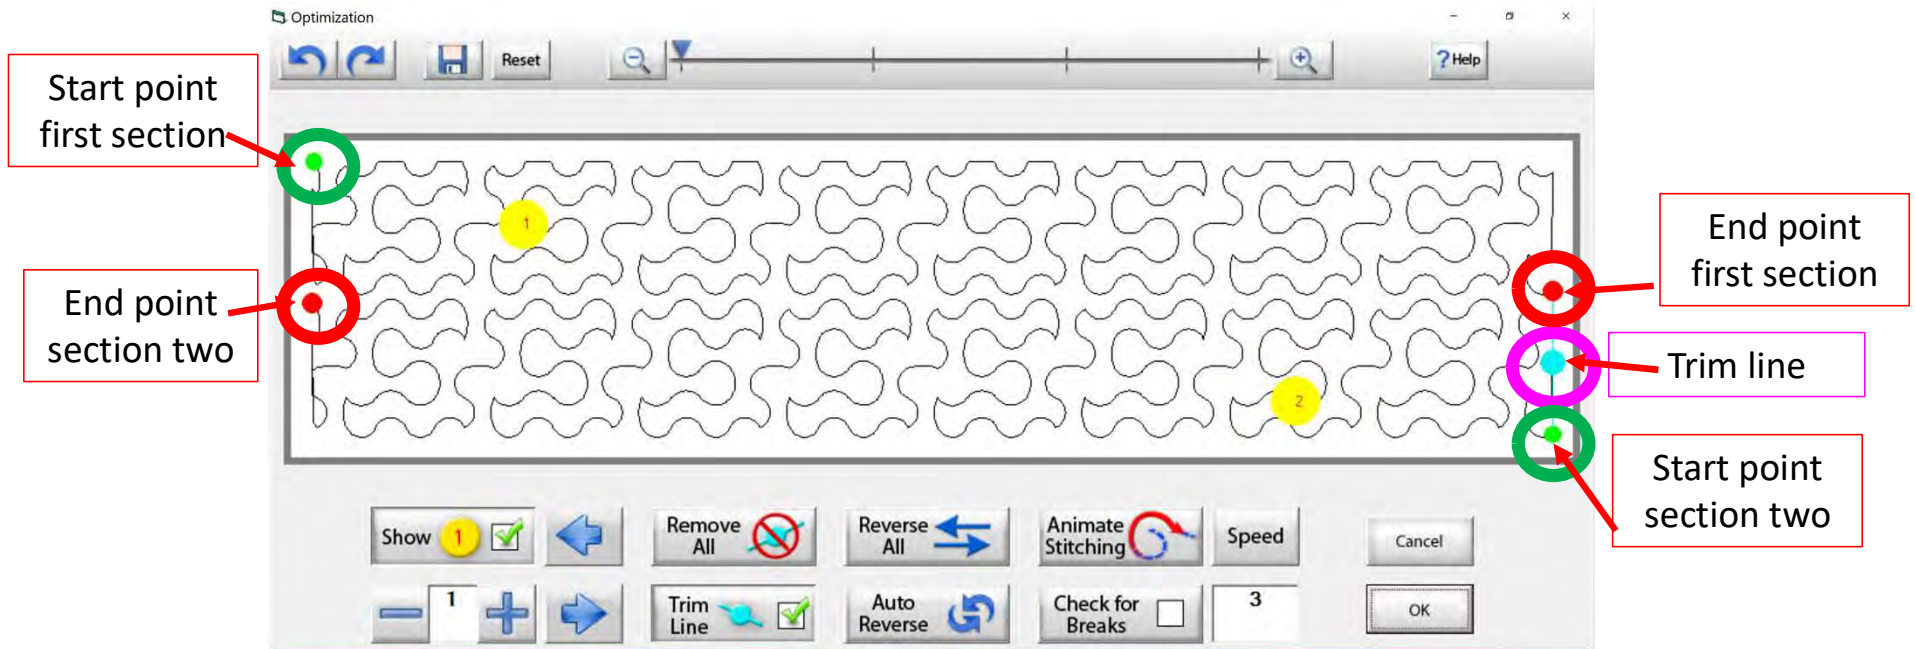 Optimization
Reset
?Help
Start point
first section
1
End point
first section
End point
section two
Trim line
2
Start point
section two
Show 1
Remove
All
Reverse
All
Animate
Stitching
Speed
Cancel
1
Trim
Line
Auto
Reverse
Check for
Breaks
3
OK